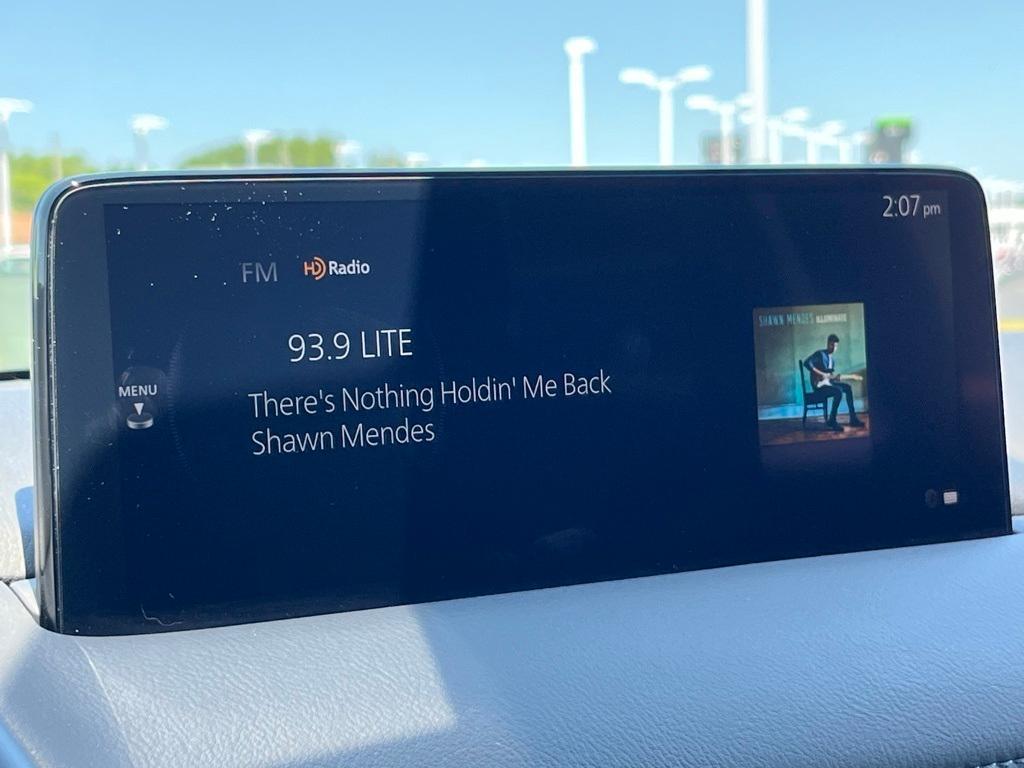 2:07 pm
FM HD Radio
93.9 LITE
There's Nothing Holdin' Me Back
Shawn Mendes
MENU
SHAWN MENDES ILLUMINATE